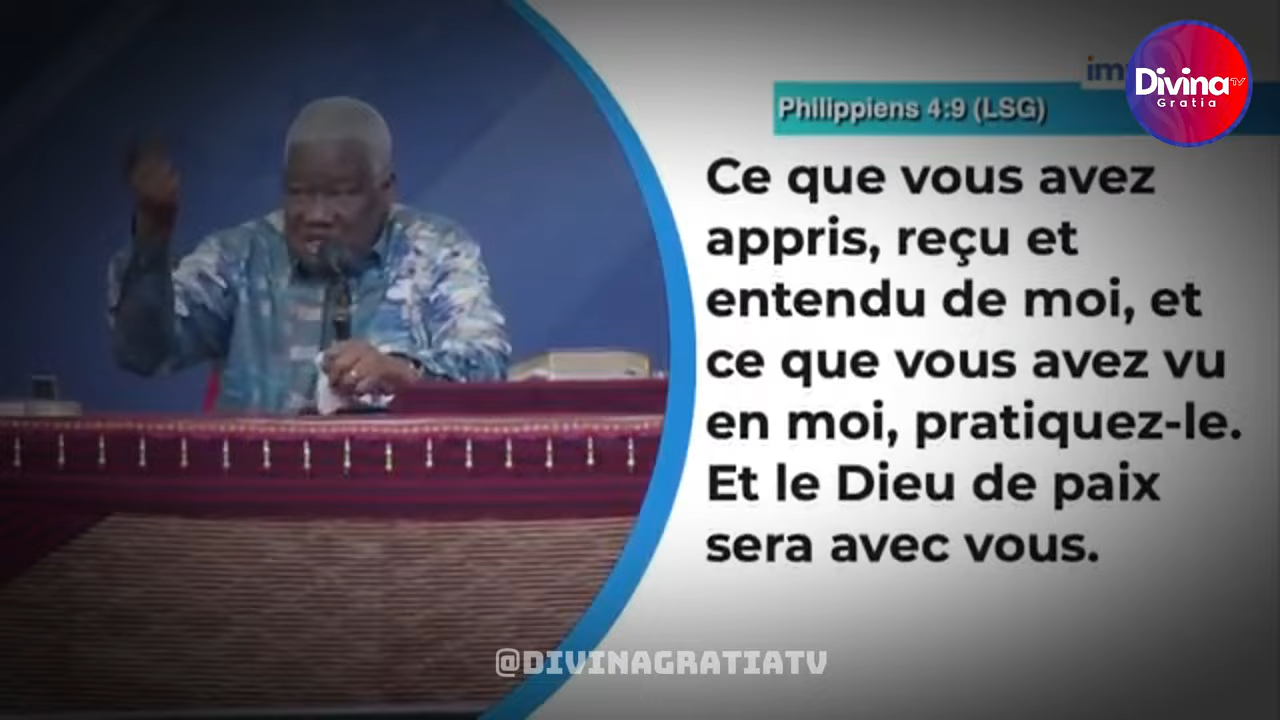 Divina TV
Gratia
Philippiens 4:9 (LSG)
Ce que vous avez
appris, reçu et
entendu de moi, et
ce que vous avez vu
en moi, pratiquez-le.
Et le Dieu de paix
sera avec vous.
@DIVINAGRATIATV